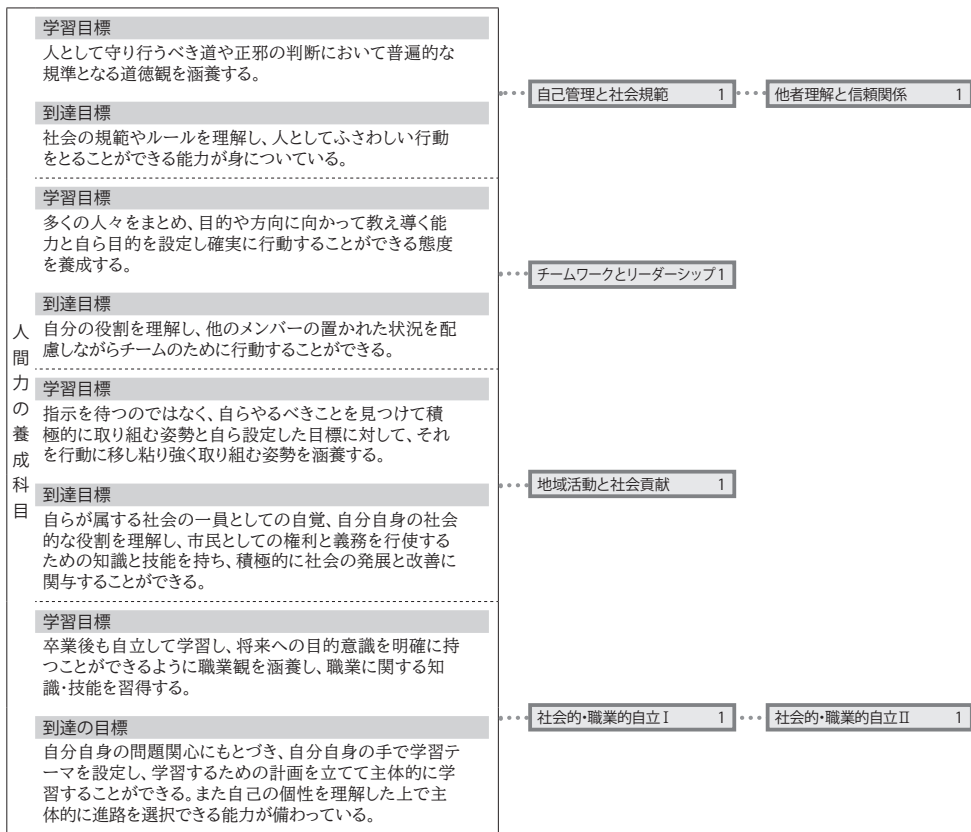 人間力の養成科目
学習目標
人として守り行うべき道や正邪の判断において普遍的な
規準となる道徳観を涵養する。
到達目標
社会の規範やルールを理解し、人としてふさわしい行動
をとることができる能力が身についている。
自己管理と社会規範 1
他者理解と信頼関係 1
学習目標
多くの人々をまとめ、目的や方向に向かって教え導く能
力と自ら目的を設定し確実に行動することができる態度
を養成する。
到達目標
自分の役割を理解し、他のメンバーの置かれた状況を配
慮しながらチームのために行動することができる。
チームワークとリーダーシップ 1
学習目標
指示を待つのではなく、自らやるべきことを見つけて積
極的に取り組む姿勢と自ら設定した目標に対して、それ
を行動に移し粘り強く取り組む姿勢を涵養する。
到達目標
自らが属する社会の一員としての自覚、自分自身の社会
的な役割を理解し、市民としての権利と義務を行使する
ための知識と技能を持ち、積極的に社会の発展と改善に
関与することができる。
地域活動と社会貢献 1
学習目標
卒業後も自立して学習し、将来への目的意識を明確に持
つことができるように職業観を涵養し、職業に関する知
識・技能を習得する。
到達の目標
自分自身の問題関心にもとづき、自分自身の手で学習テ
ーマを設定し、学習するための計画を立てて主体的に学
習することができる。また自己の個性を理解した上で主
体的に進路を選択できる能力が備わっている。
社会的・職業的自立Ⅰ 1
社会的・職業的自立Ⅱ 1